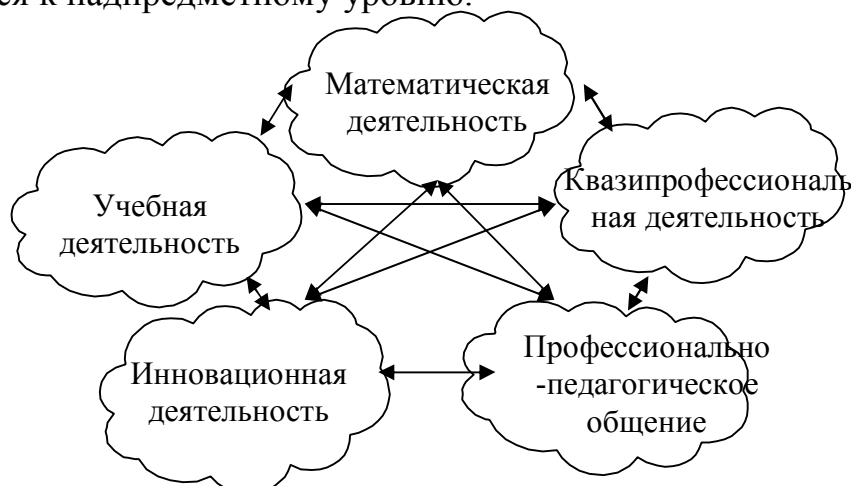 ся к надпредметному уровню.
Математическая
деятельность
Квазипрофессиональ
ная деятельность
Учебная
деятельность
Инновационная
деятельность
Профессионально
-педагогическое
общение